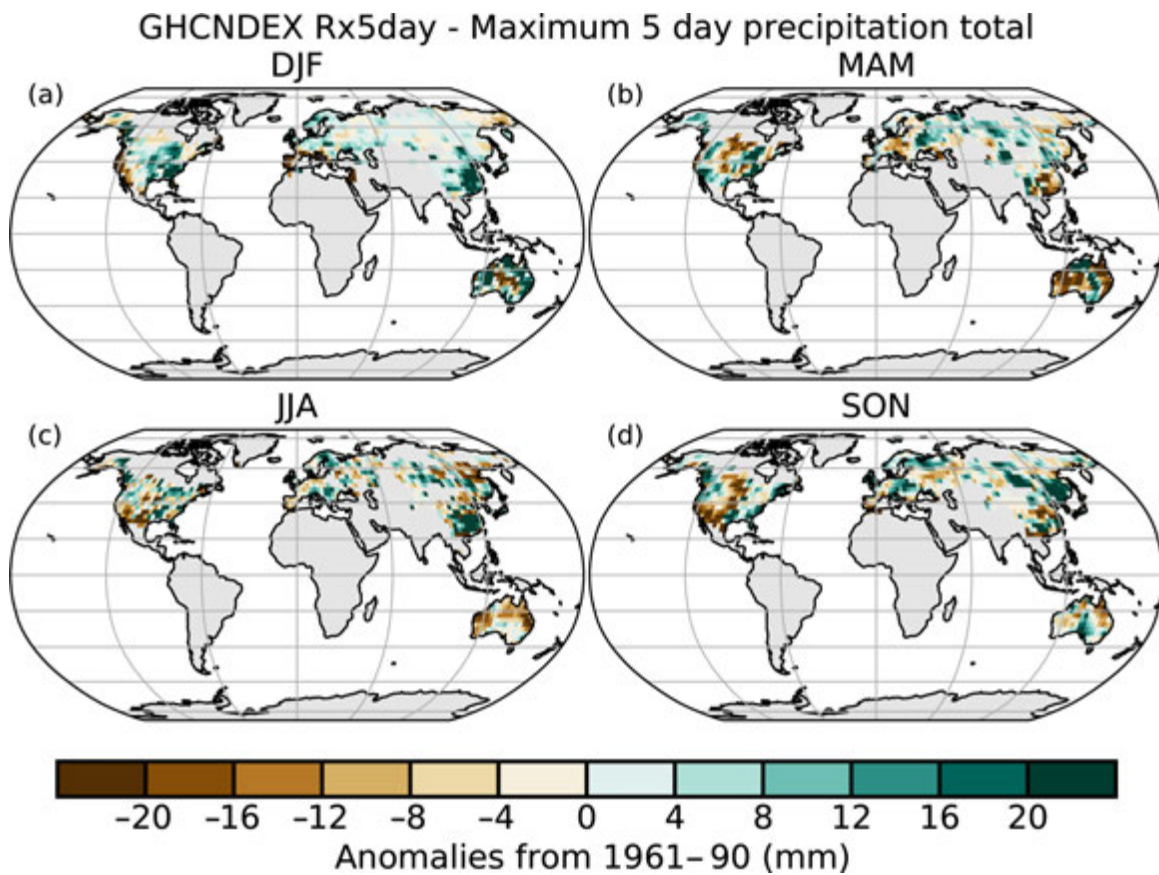 GHCNDEX Rx5day - Maximum 5 day precipitation total
DJF
MAM
(a)
(b)
JJA
SON
(c)
(d)
−20 −16 −12 −8 −4 0 4 8 12 16 20
Anomalies from 1961−90 (mm)